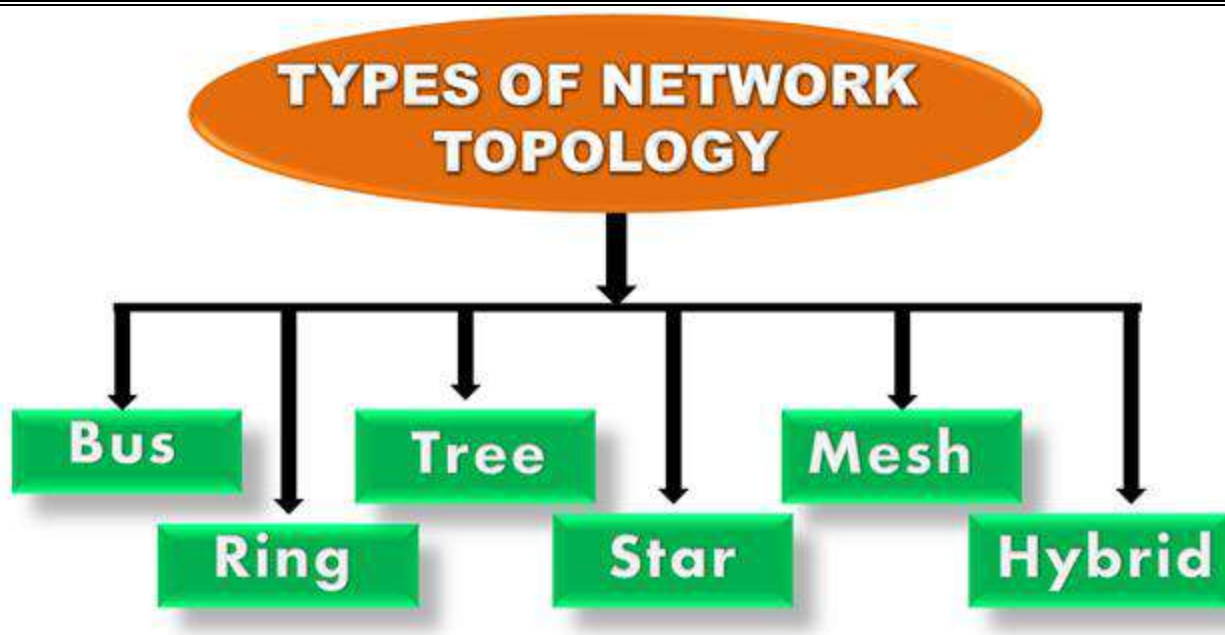 TYPES OF NETWORK
TOPOLOGY
Bus
Ring
Tree
Star
Mesh
Hybrid